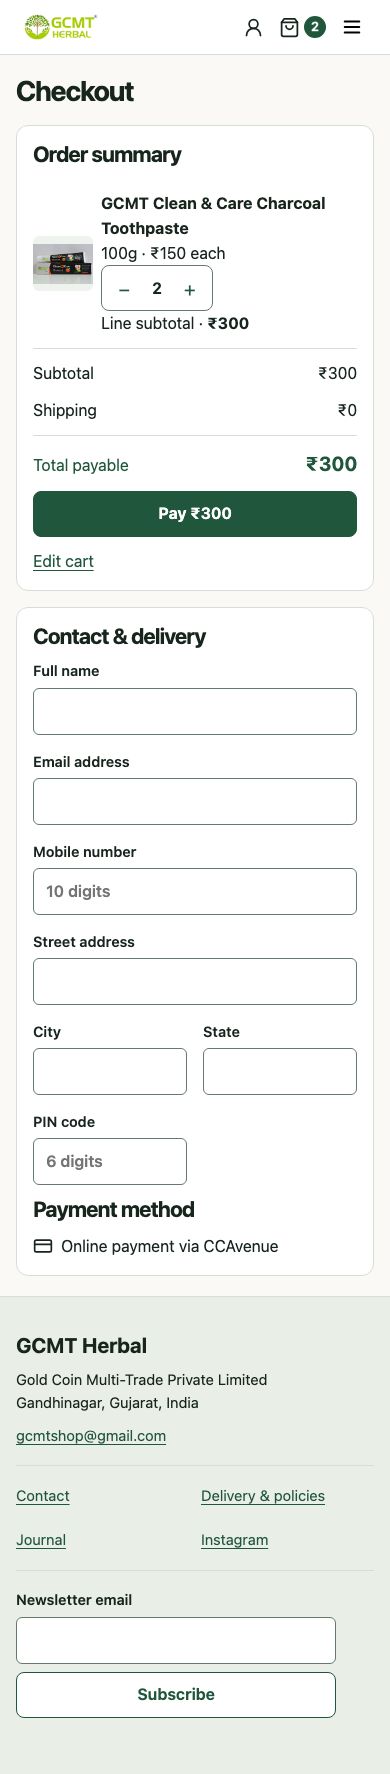 GCMT
HERBAL
2
Checkout
Order summary
GCMT Clean & Care Charcoal
Toothpaste
100g · ₹150 each
− 2 +
Line subtotal · ₹300
Subtotal ₹300
Shipping ₹0
Total payable ₹300
Pay ₹300
Edit cart
Contact & delivery
Full name
Email address
Mobile number
10 digits
Street address
City State
PIN code
6 digits
Payment method
Online payment via CCAvenue
GCMT Herbal
Gold Coin Multi-Trade Private Limited
Gandhinagar, Gujarat, India
gcmtshop@gmail.com
Contact Delivery & policies
Journal Instagram
Newsletter email
Subscribe